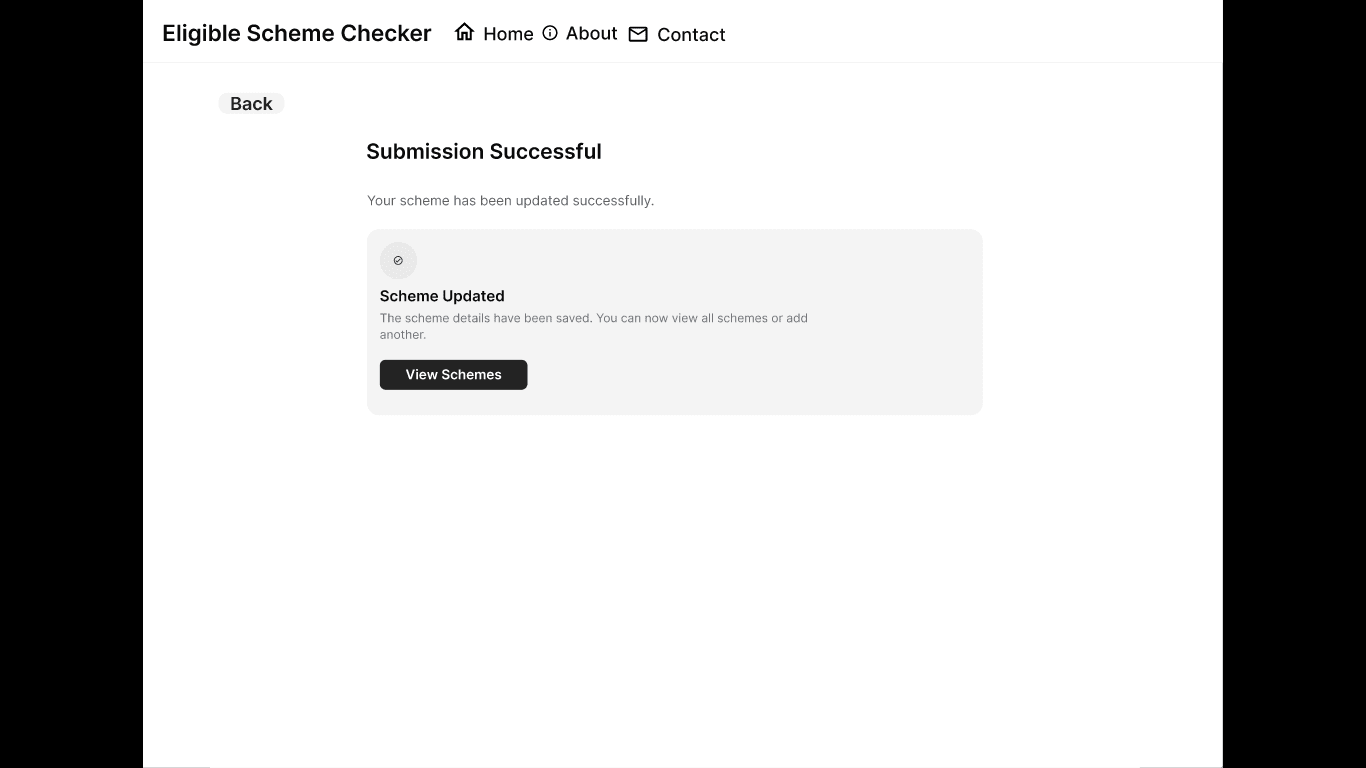 Eligible Scheme Checker Home About Contact
Back
Submission Successful
Your scheme has been updated successfully.
Scheme Updated
The scheme details have been saved. You can now view all schemes or add
another.
View Schemes